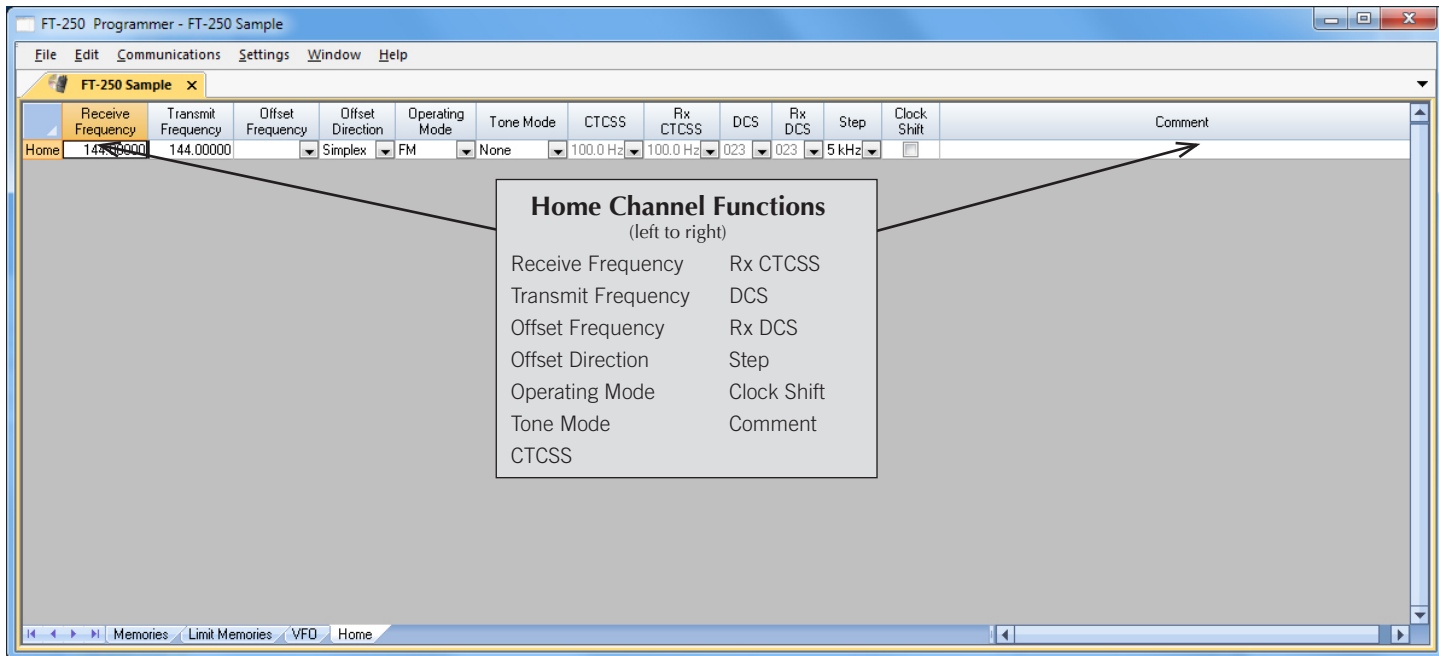 FT-250 Programmer - FT-250 Sample
File Edit Communications Settings Window Help
FT-250 Sample x
Receive Frequency Transmit Frequency Offset Frequency Offset Direction Operating Mode Tone Mode CTCSS Rx CTCSS DCS Rx DCS Step Clock Shift Comment
Home 144.00000 144.00000 Simplex FM None 100.0 Hz 100.0 Hz 023 023 5 kHz
Home Channel Functions
(left to right)
Receive Frequency
Transmit Frequency
Offset Frequency
Offset Direction
Operating Mode
Tone Mode
CTCSS
Rx CTCSS
DCS
Rx DCS
Step
Clock Shift
Comment
Memories Limit Memories VFO Home